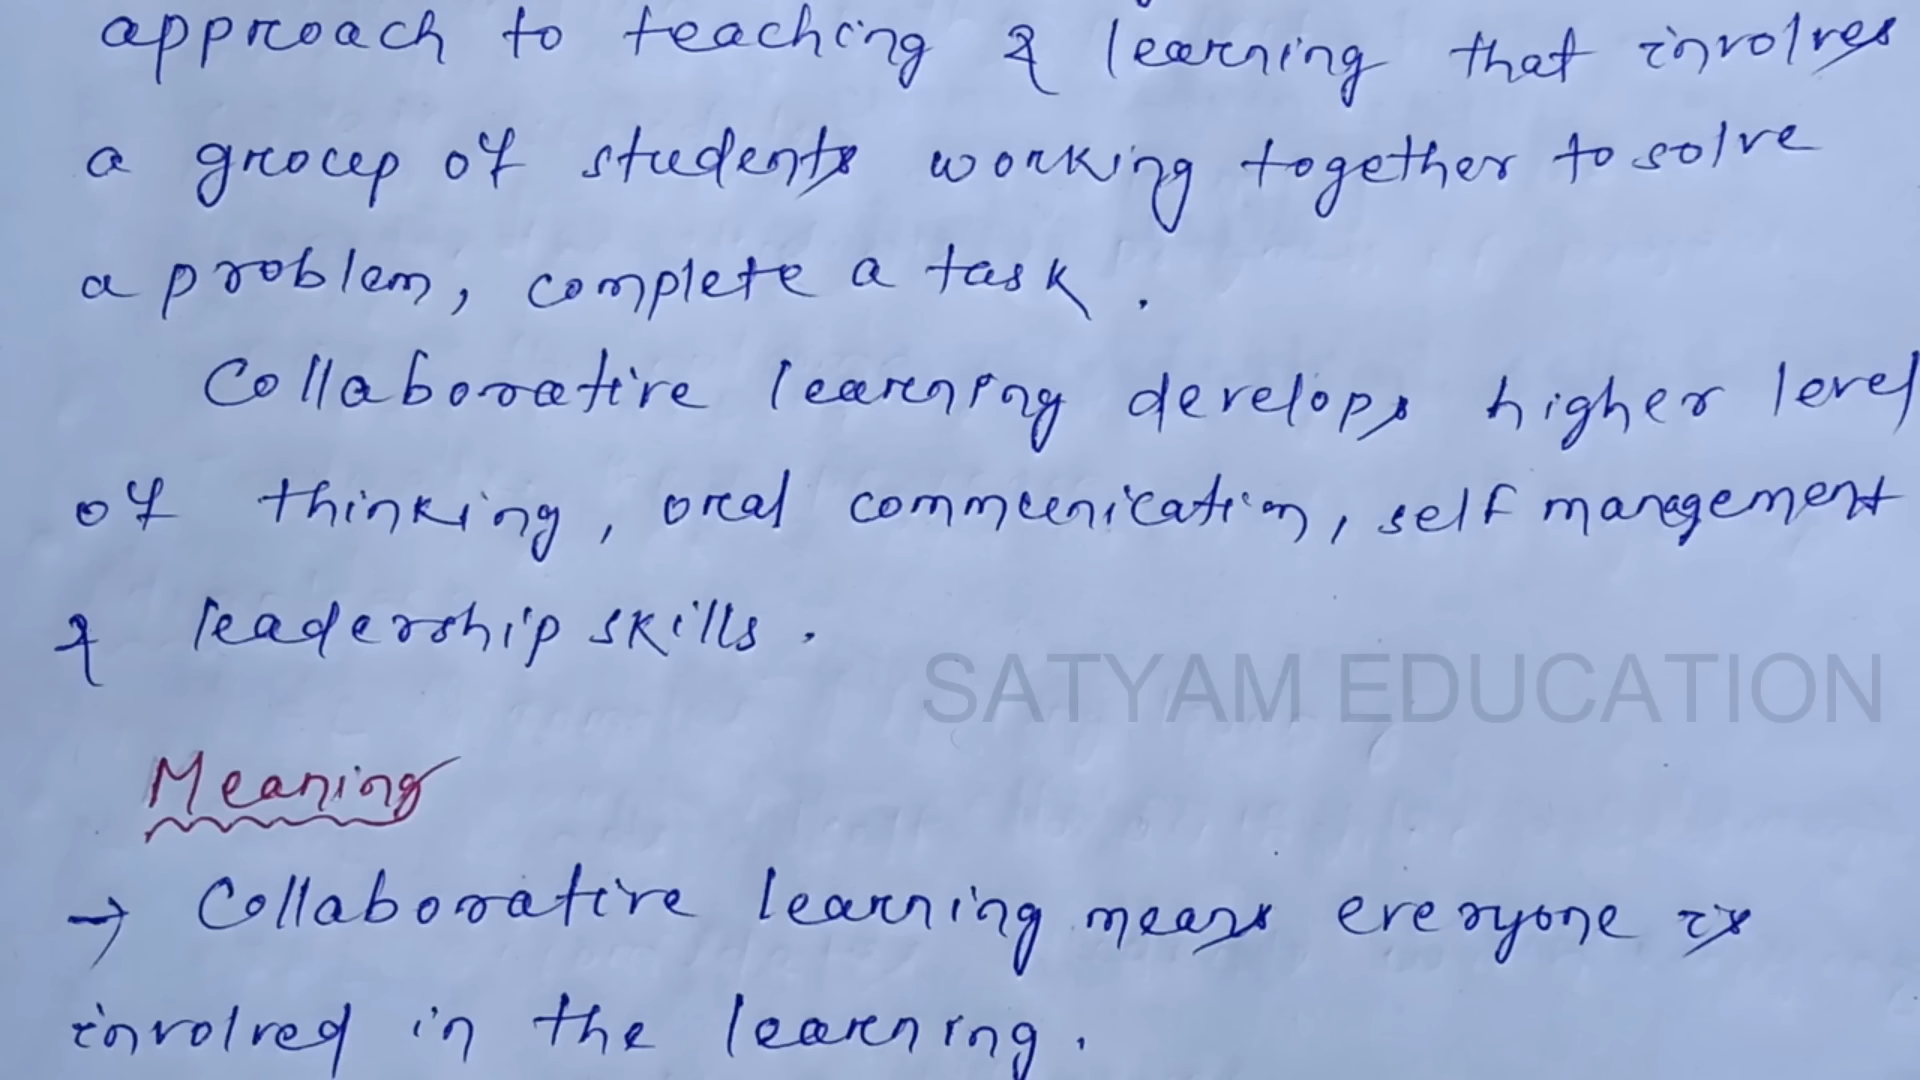 approach to teaching & learning that involves
a group of students working together to solve
a problem, complete a task.
Collaborative learning develops higher level
of thinking, oral communication, self management
& leadership skills.
SATYAM EDUCATION
Meaning
→ Collaborative learning means everyone is
involved in the learning.